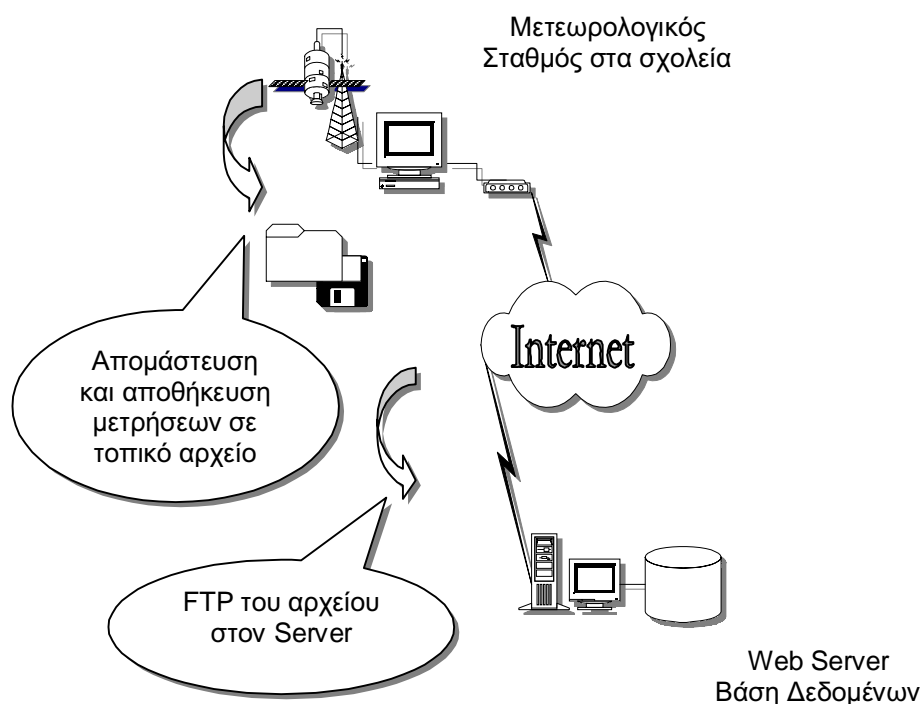 Μετεωρολογικός
Σταθμός στα σχολεία
Internet
Απομάστευση
και αποθήκευση
μετρήσεων σε
τοπικό αρχείο
FTP του αρχείου
στον Server
Web Server
Βάση Δεδομένων